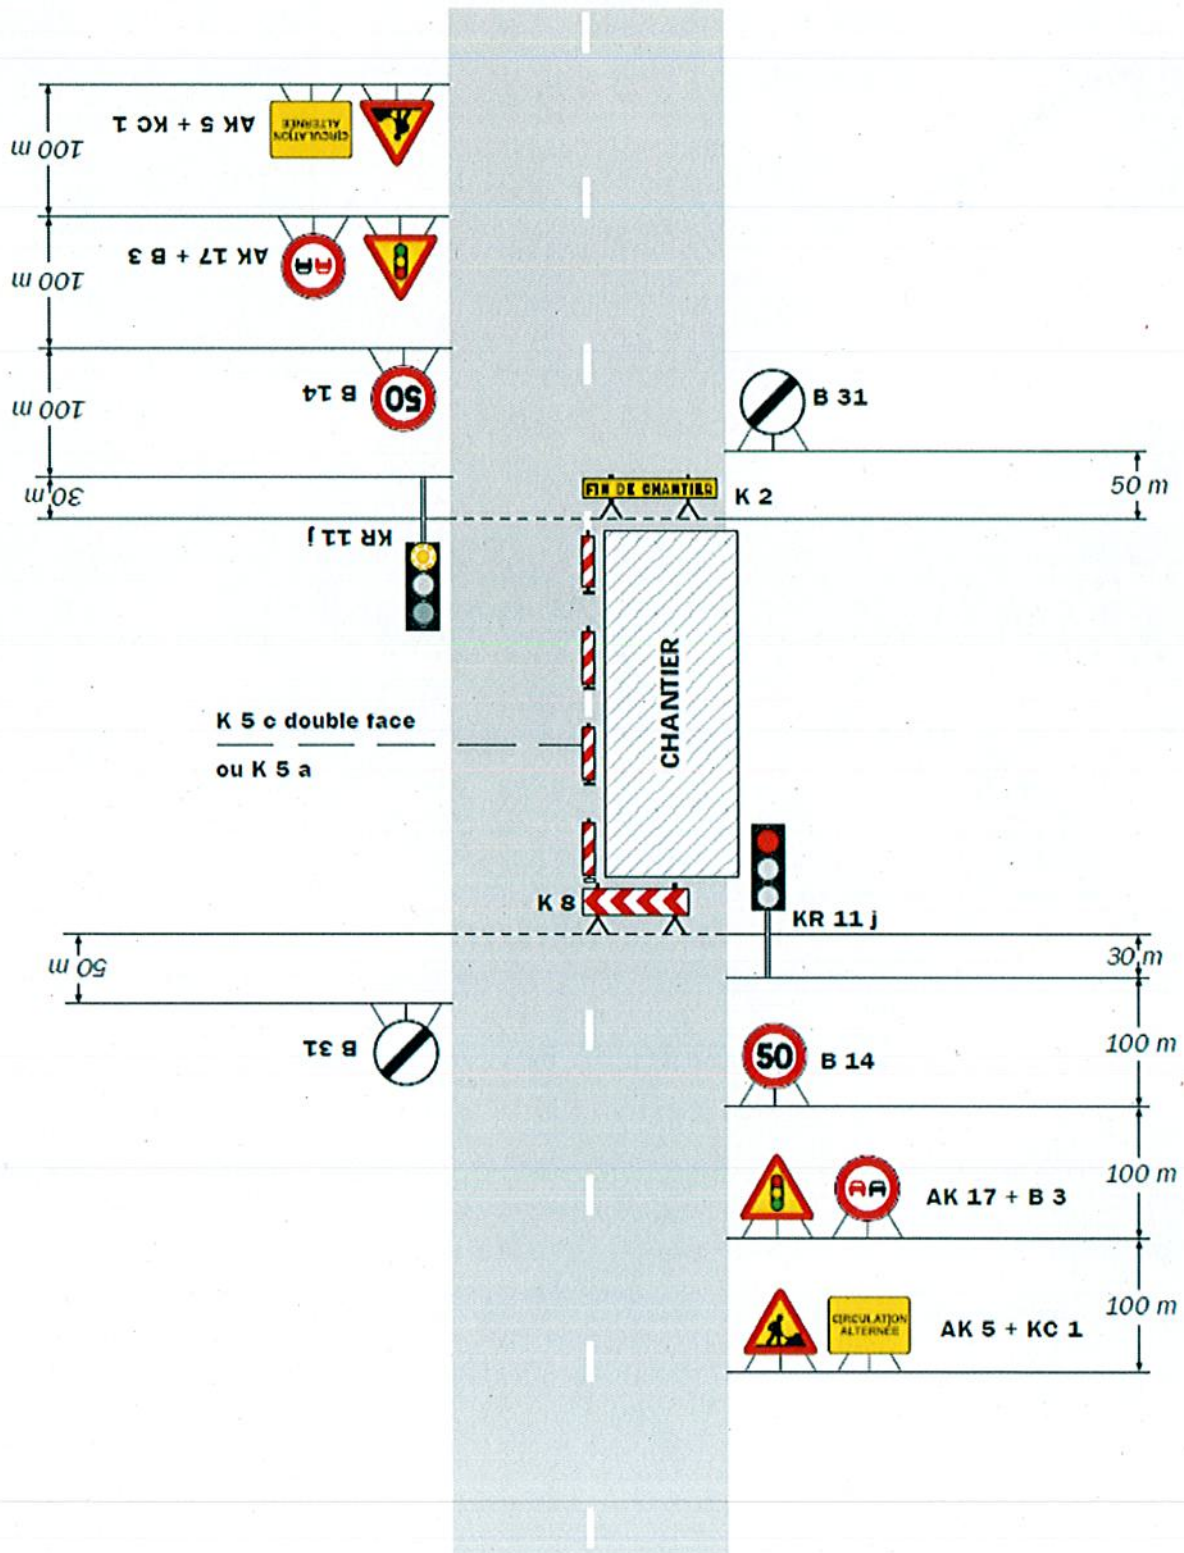 AK 5 + KC 1
CIRCULATION
ALTERNÉE
100 m
AK 17 + B 3
100 m
B 14
50
100 m
B 31
30 m
FIN DE CHANTIER
K 2
50 m
KR 11 j
CHANTIER
K 5 c double face
ou K 5 a
K 8
KR 11 j
50 m
30 m
B 31
50
B 14
100 m
AK 17 + B 3
100 m
CIRCULATION
ALTERNÉE
AK 5 + KC 1
100 m